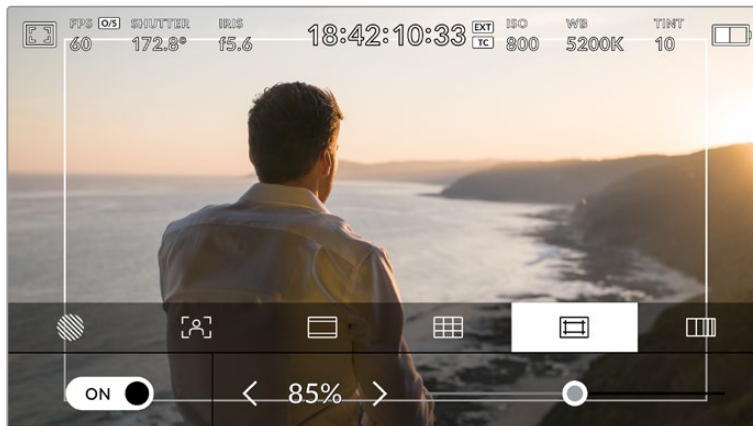 FPS O/S SHUTTER IRIS 18:42:10:33 EXT ISO WB TINT
60 172.8° f5.6 TC 800 5200K 10
ON 85%